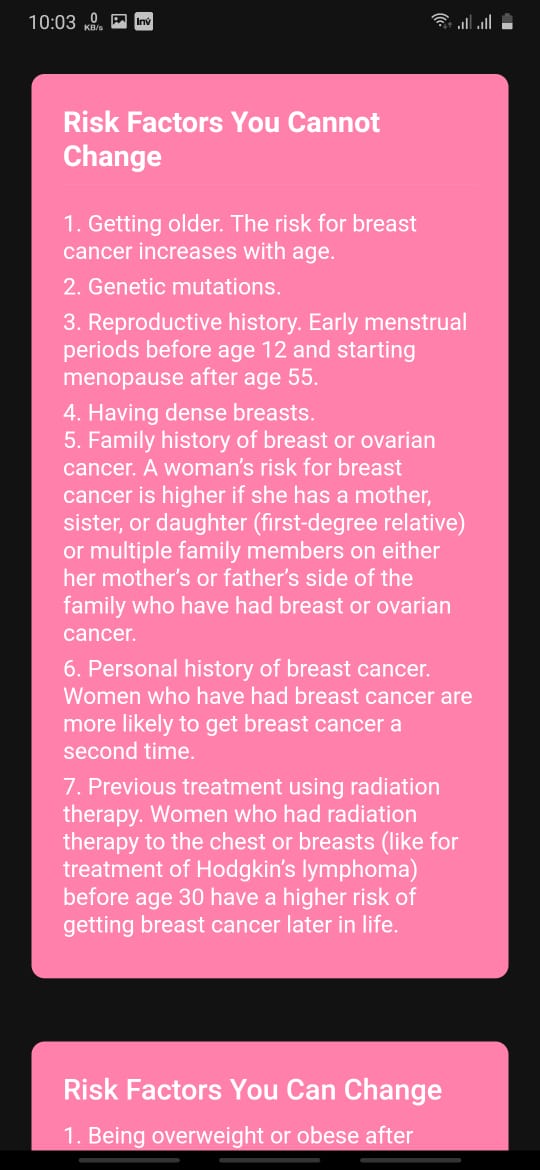 10:03 0 KB/s inv
Risk Factors You Cannot
Change
1. Getting older. The risk for breast
cancer increases with age.
2. Genetic mutations.
3. Reproductive history. Early menstrual
periods before age 12 and starting
menopause after age 55.
4. Having dense breasts.
5. Family history of breast or ovarian
cancer. A woman’s risk for breast
cancer is higher if she has a mother,
sister, or daughter (first-degree relative)
or multiple family members on either
her mother’s or father’s side of the
family who have had breast or ovarian
cancer.
6. Personal history of breast cancer.
Women who have had breast cancer are
more likely to get breast cancer a
second time.
7. Previous treatment using radiation
therapy. Women who had radiation
therapy to the chest or breasts (like for
treatment of Hodgkin’s lymphoma)
before age 30 have a higher risk of
getting breast cancer later in life.
Risk Factors You Can Change
1. Being overweight or obese after